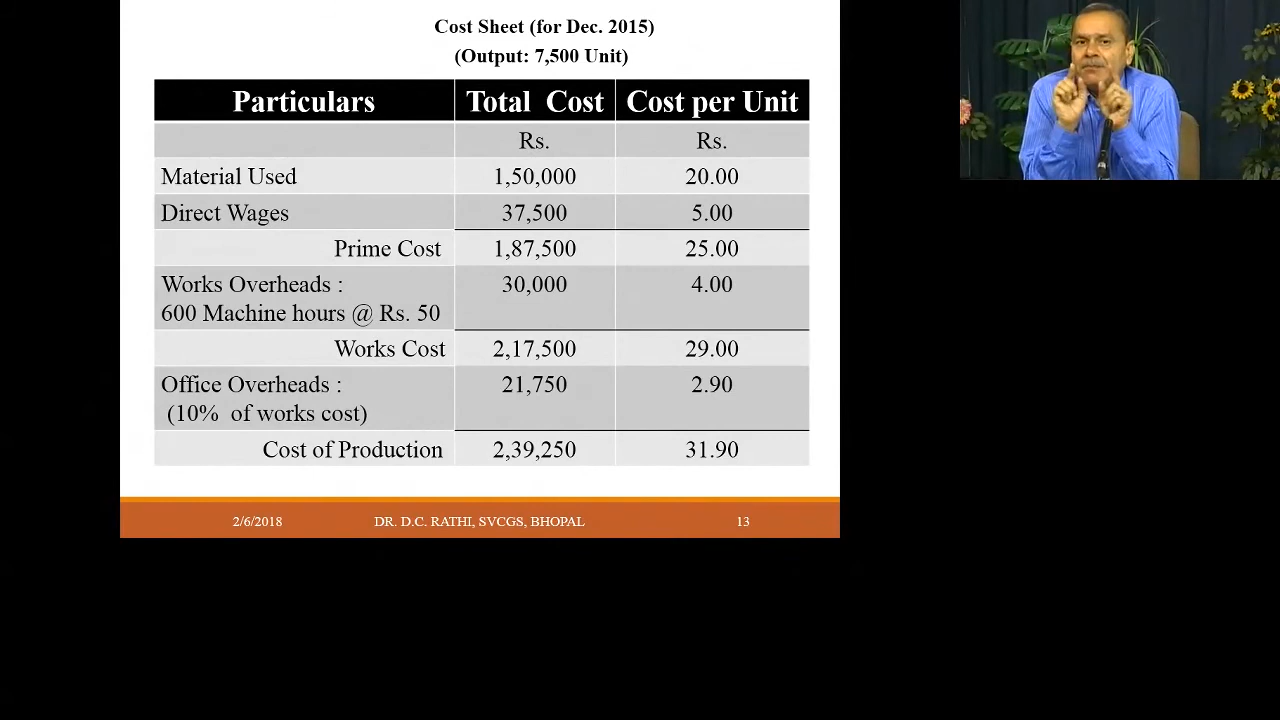 Cost Sheet (for Dec. 2015)
(Output: 7,500 Unit)
Particulars Total Cost Cost per Unit
Rs. Rs.
Material Used 1,50,000 20.00
Direct Wages 37,500 5.00
Prime Cost 1,87,500 25.00
Works Overheads : 30,000 4.00
600 Machine hours @ Rs. 50
Works Cost 2,17,500 29.00
Office Overheads : 21,750 2.90
(10% of works cost)
Cost of Production 2,39,250 31.90
2/6/2018 DR. D.C. RATHI, SVCGS, BHOPAL 13